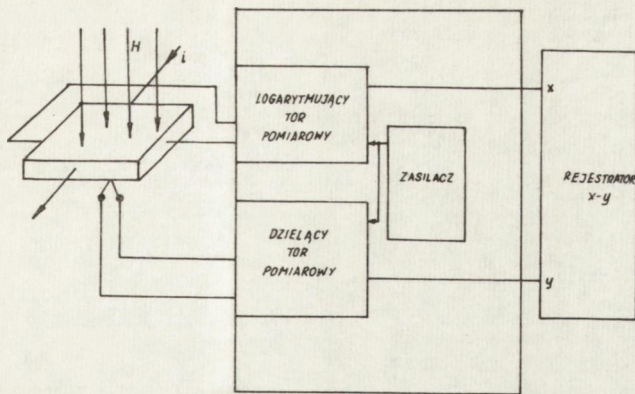 H
i
LOGARYTMUJĄCY
TOR
POMIAROWY
x
ZASILACZ
REJESTRATOR
x-y
DZIELĄCY
TOR
POMIAROWY
y